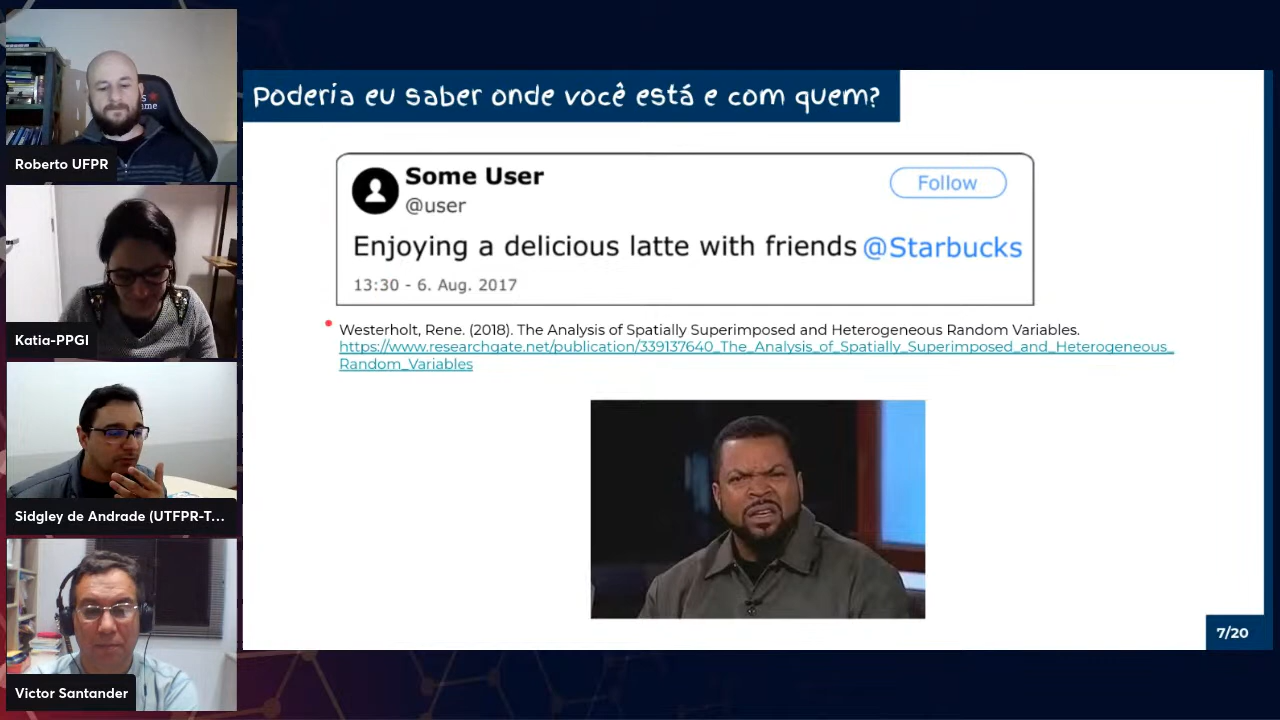 Roberto UFPR
Katia-PPGI
Sidgley de Andrade (UTFPR-T...
Victor Santander
Poderia eu saber onde você está e com quem?
Some User
@user
Follow
Enjoying a delicious latte with friends @Starbucks
13:30 - 6. Aug. 2017
Westerholt, Rene. (2018). The Analysis of Spatially Superimposed and Heterogeneous Random Variables.
https://www.researchgate.net/publication/339137640_The_Analysis_of_Spatially_Superimposed_and_Heterogeneous_
Random_Variables
7/20